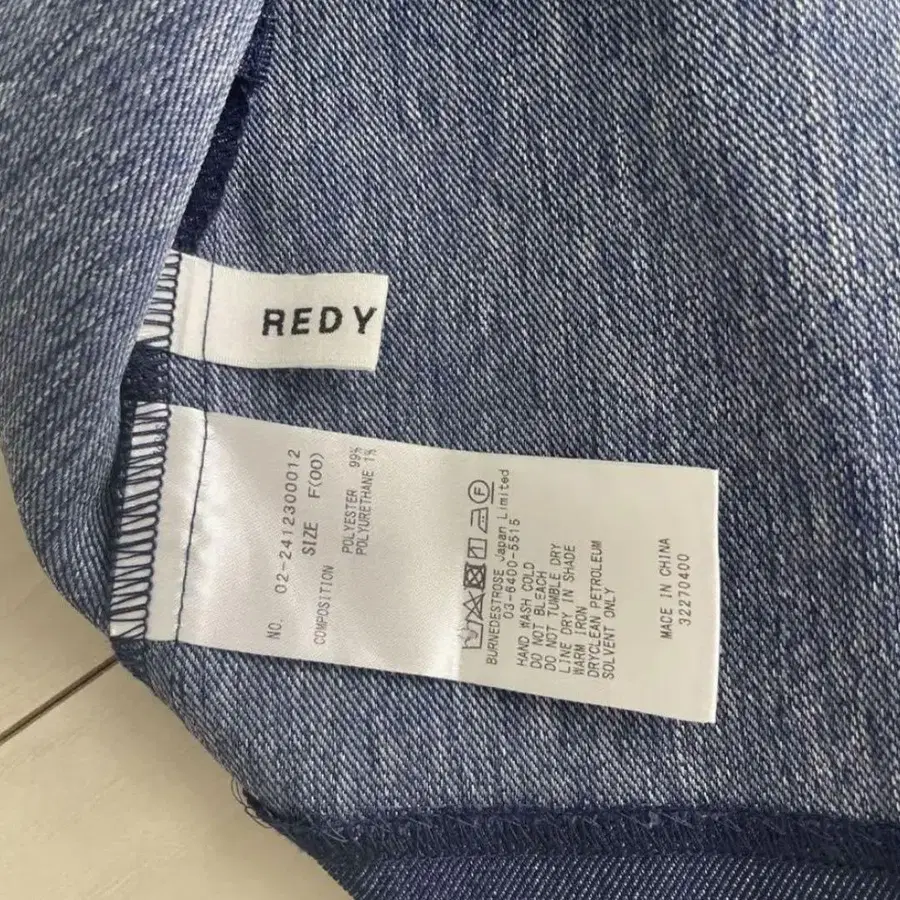 REDY
NO. 02-2412300012
SIZE F(00)
COMPOSITION
POLYESTER 99%
POLYURETHANE 1%
F
BURNEDESTROSE Japan Limited
03-6400-5515
HAND WASH COLD
DO NOT BLEACH
DO NOT TUMBLE DRY
LINE DRY IN SHADE
WARM IRON
DRYCLEAN PETROLEUM
SOLVENT ONLY
MADE IN CHINA
32270400